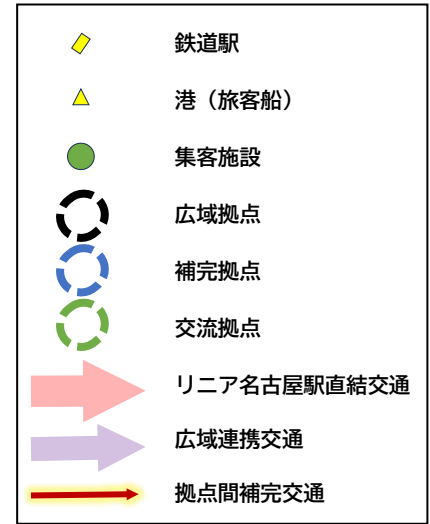 鉄道駅
港（旅客船）
集客施設
広域拠点
補完拠点
交流拠点
リニア名古屋駅直結交通
広域連携交通
拠点間補完交通